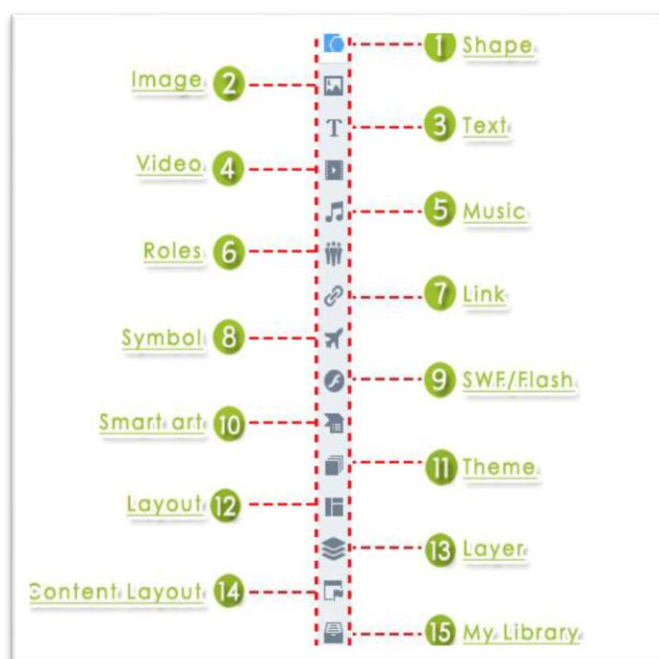 1 Shape
Image 2
3 Text
Video 4
5 Music
Roles 6
7 Link
Symbol 8
9 SWF/Flash
Smart art 10
11 Theme
Layout 12
13 Layer
Content Layout 14
15 My Library